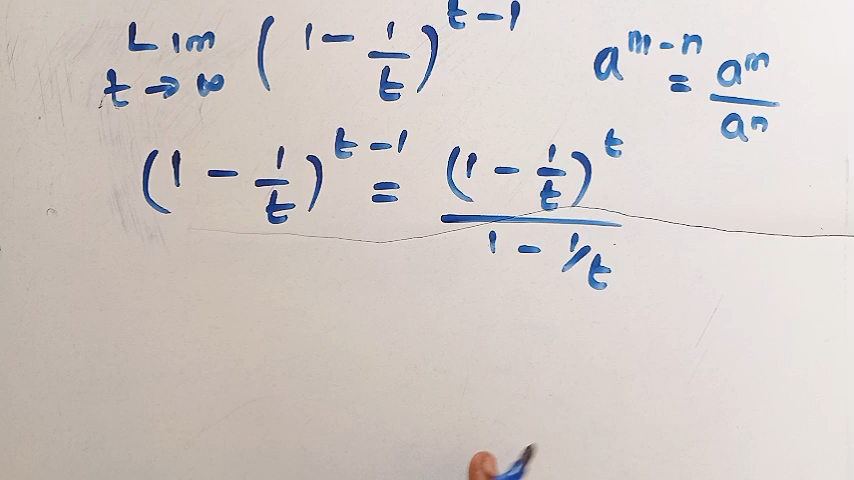 Lim t → ∞ (1 - 1/t)^{t-1}
a^{m-n} = a^m/a^n
(1 - 1/t)^{t-1} = (1 - 1/t)^t / (1 - 1/t)